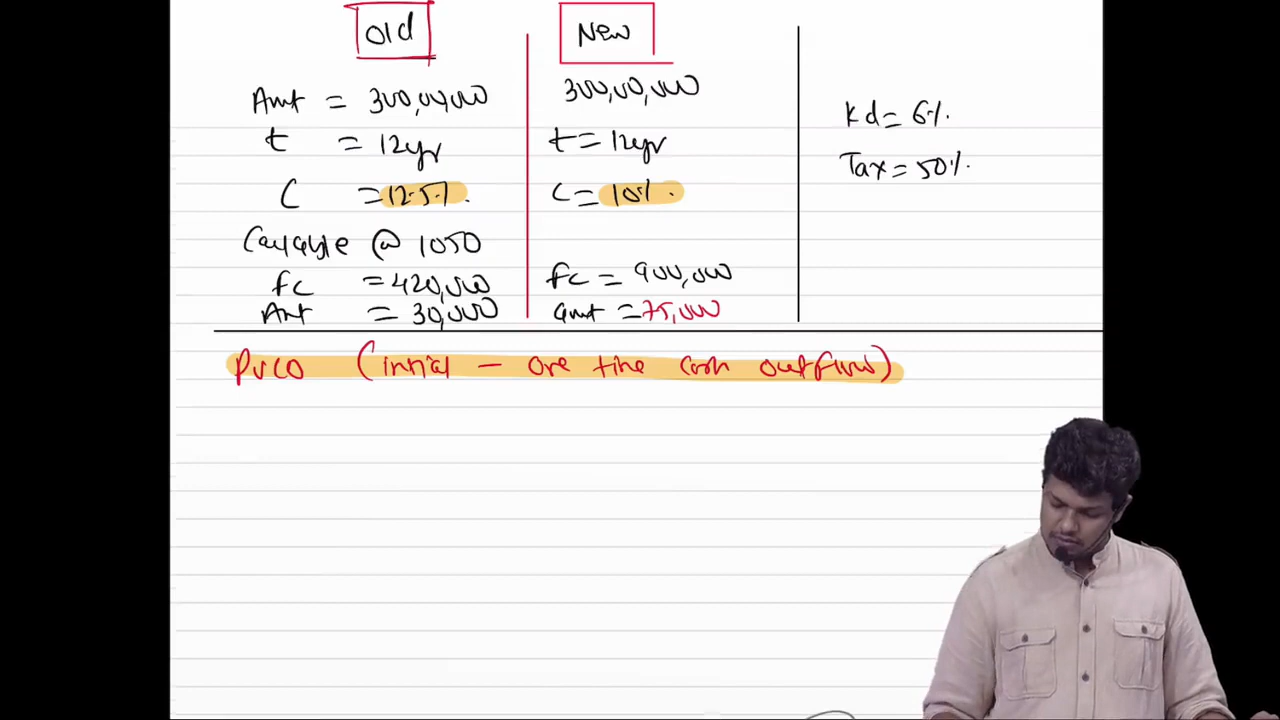 Old
Amt = 300,00,000
t = 12yr
C = 12.5%.
Callable @ 1050
fc = 420,000
Amt = 30,000
New
300,00,000
t = 12yr
C = 10%.
fc = 900,000
amt = 75,000
Kd = 6%.
Tax = 50%.
PVCO (initial - one time cash outflow)